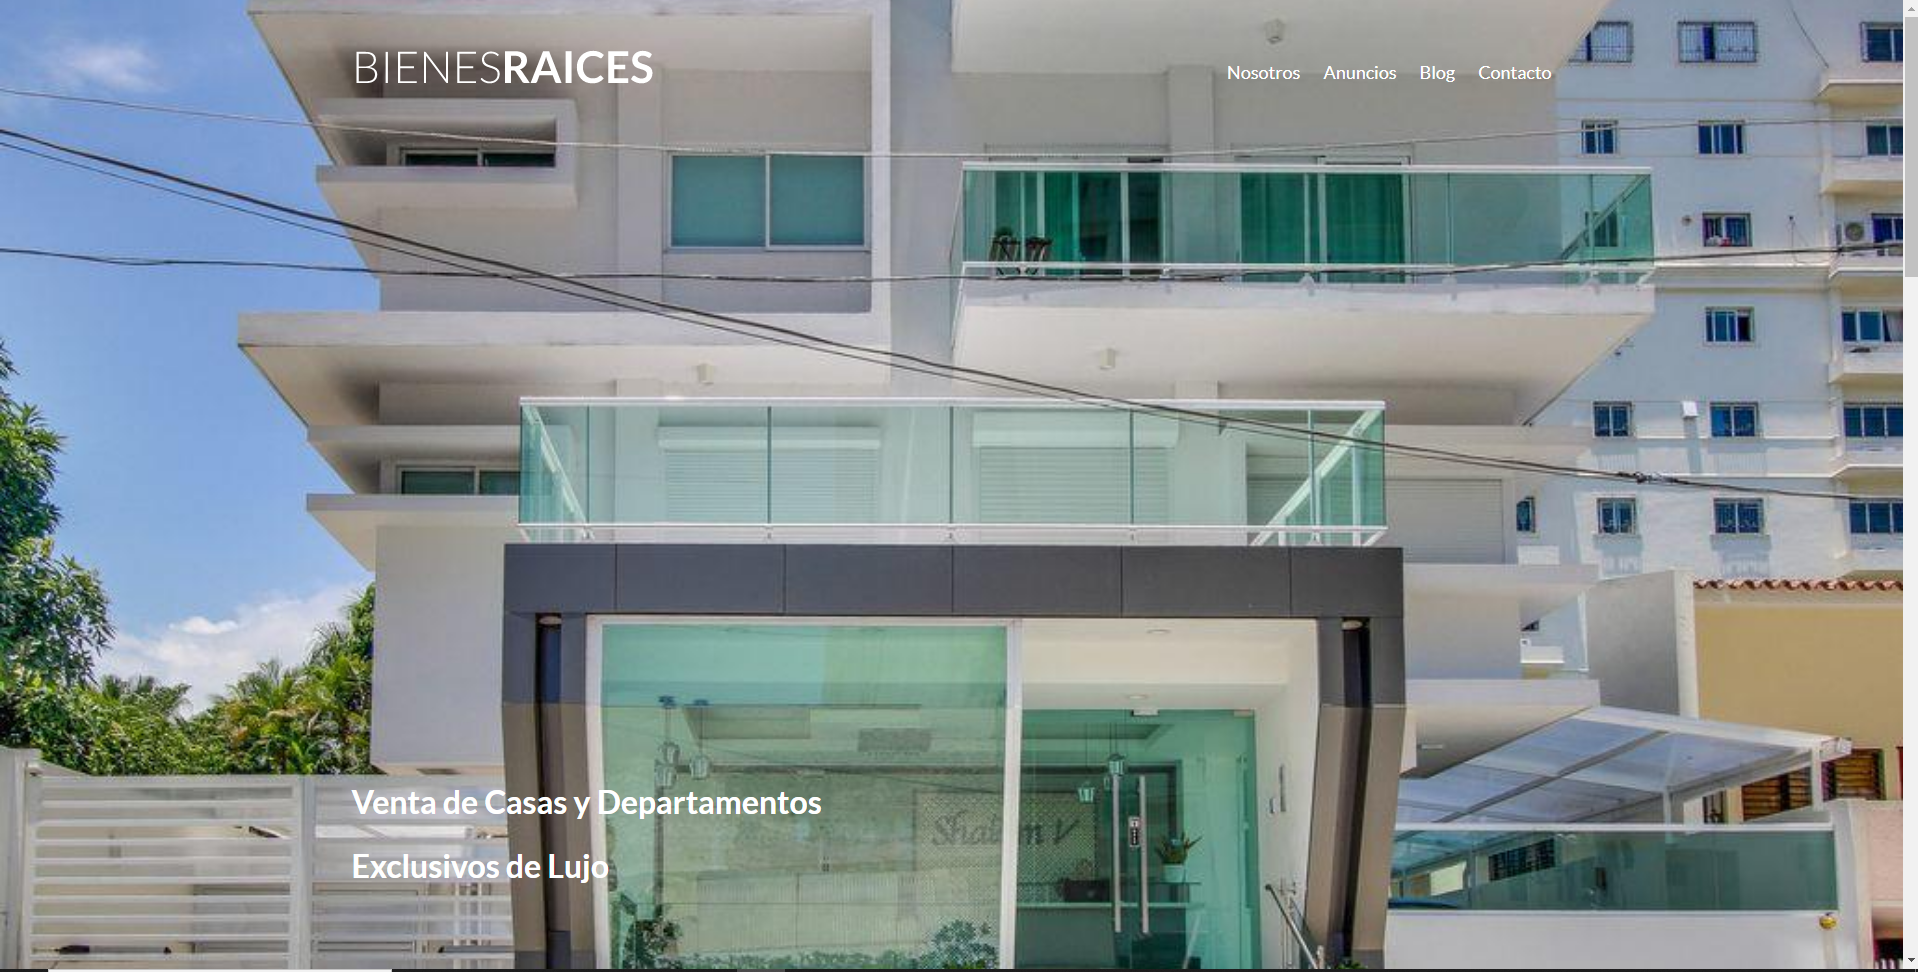 BIENESRAICES
Nosotros Anuncios Blog Contacto
Venta de Casas y Departamentos
Exclusivos de Lujo
Shalom V